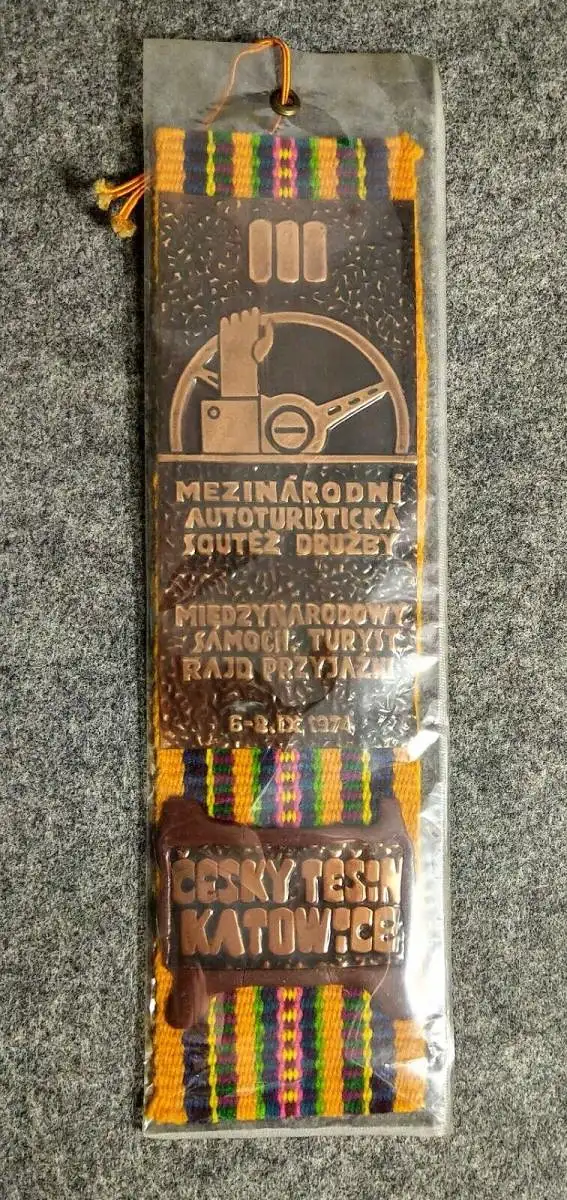 III
MEZINÁRODNÍ
AUTOTURISTICKÁ
SOUTĚŽ DRUŽBY
MIĘDZYNARODOWY
SAMOCH. TURYST.
RAJD PRZYJAŹNI
6-8.IX.1974
ČESKÝ TĚŠÍN
KATOWICE